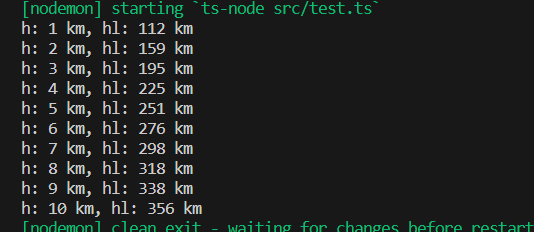 [nodemon] starting `ts-node src/test.ts`
h: 1 km, hl: 112 km
h: 2 km, hl: 159 km
h: 3 km, hl: 195 km
h: 4 km, hl: 225 km
h: 5 km, hl: 251 km
h: 6 km, hl: 276 km
h: 7 km, hl: 298 km
h: 8 km, hl: 318 km
h: 9 km, hl: 338 km
h: 10 km, hl: 356 km
[nodemon] clean exit - waiting for changes before restart